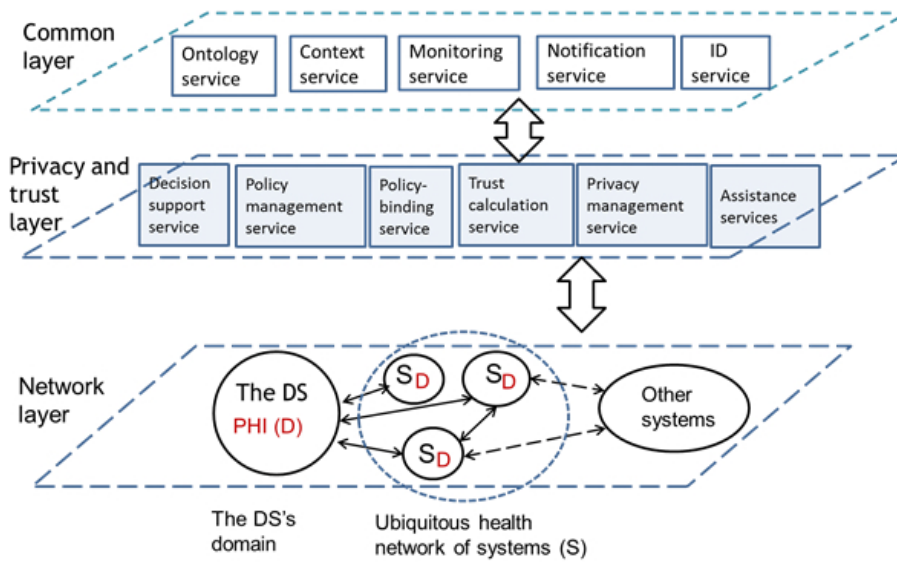 Common
layer
Ontology
service
Context
service
Monitoring
service
Notification
service
ID
service
Privacy and
trust layer
Decision
support
service
Policy
management
service
Policy-
binding
service
Trust
calculation
service
Privacy
management
service
Assistance
services
Network
layer
The DS
PHI (D)
SD
SD
SD
Other
systems
The DS's
domain
Ubiquitous health
network of systems (S)